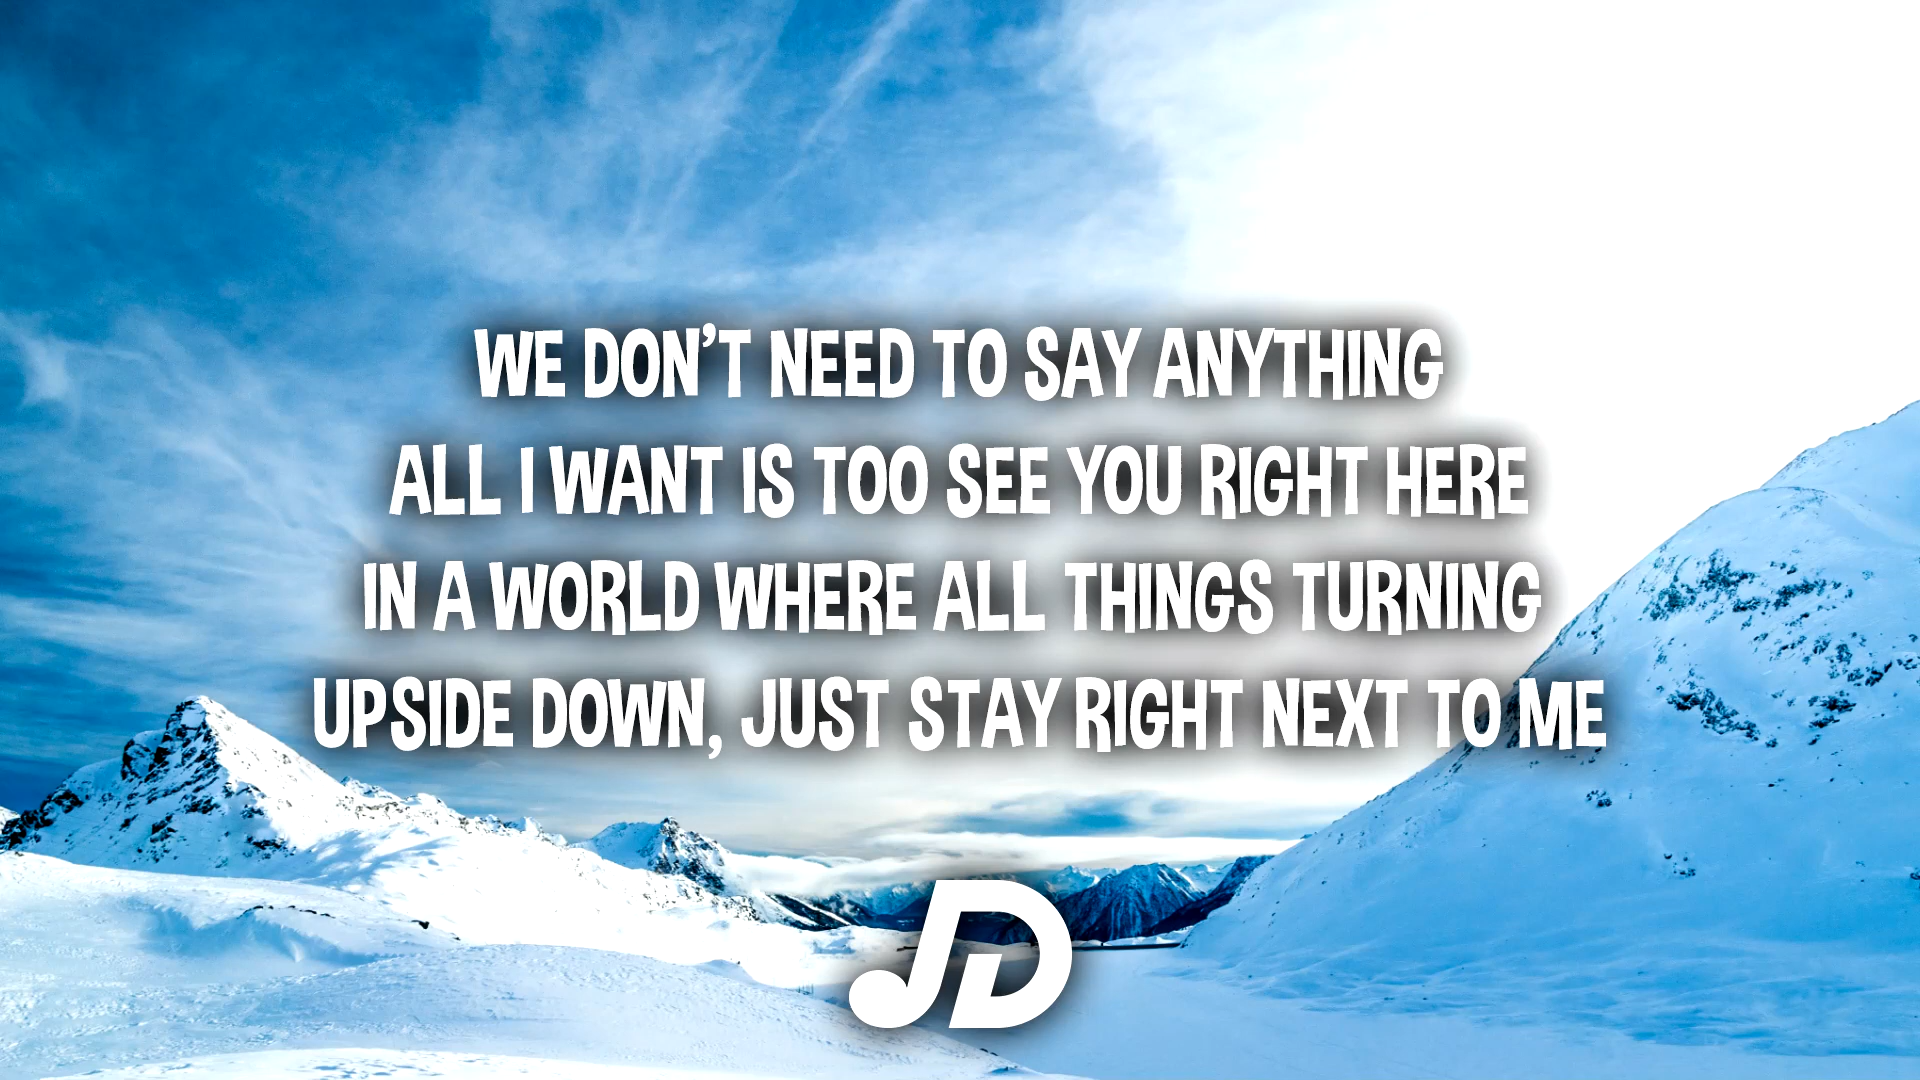 WE DON'T NEED TO SAY ANYTHING
ALL I WANT IS TOO SEE YOU RIGHT HERE
IN A WORLD WHERE ALL THINGS TURNING
UPSIDE DOWN, JUST STAY RIGHT NEXT TO ME
JD